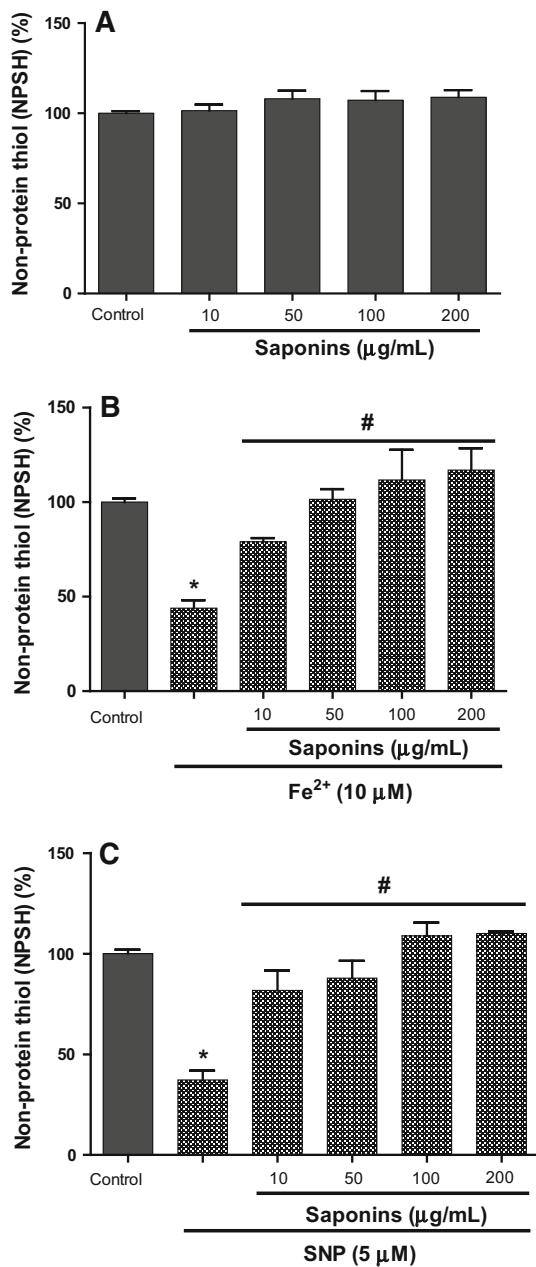 A
Non-protein thiol (NPSH) (%)
150
100
50
0
Control 10 50 100 200
Saponins (μg/mL)
B
Non-protein thiol (NPSH) (%)
150
100
50
0
#
*
Control 10 50 100 200
Saponins (μg/mL)
Fe²⁺ (10 μM)
C
Non-protein thiol (NPSH) (%)
150
100
50
0
#
*
Control 10 50 100 200
Saponins (μg/mL)
SNP (5 μM)